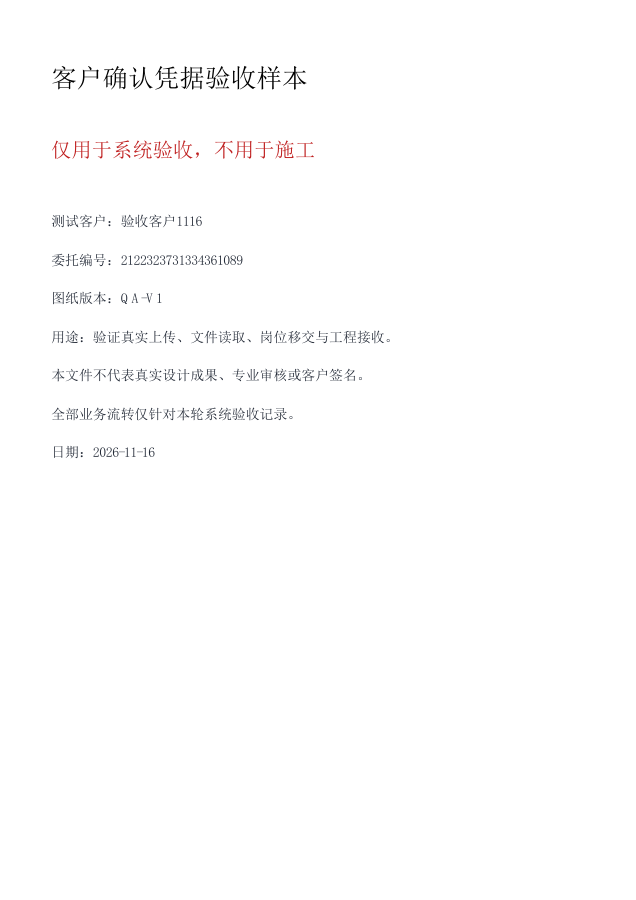 客户确认凭据验收样本
仅用于系统验收，不用于施工
测试客户：验收客户1116
委托编号：2122323731334361089
图纸版本：QA-V1
用途：验证真实上传、文件读取、岗位移交与工程接收。
本文件不代表真实设计成果、专业审核或客户签名。
全部业务流转仅针对本轮系统验收记录。
日期：2026-11-16